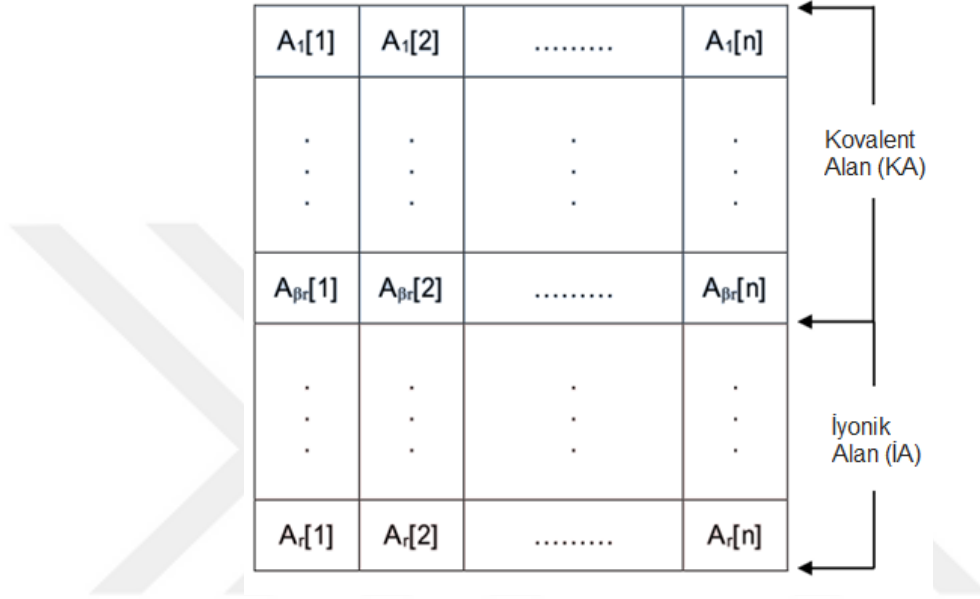 A₁[1] A₁[2] ......... A₁[n]
. . . .
. . . .
. . . .
Kovalent
Alan (KA)
Aβr[1] Aβr[2] ......... Aβr[n]
. . . .
. . . .
. . . .
İyonik
Alan (İA)
Aᵣ[1] Aᵣ[2] ......... Aᵣ[n]